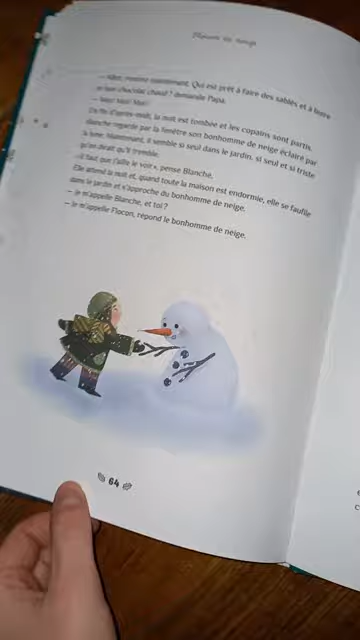 Flocons de neige
— Allez, rentrez maintenant. Qui est prêt à faire des sablés et à boire
un bon chocolat chaud ? demande Papa.
— Moi ! Moi ! Moi !
En fin d'après-midi, la nuit est tombée et les copains sont partis.
Blanche regarde par la fenêtre son bonhomme de neige éclairé par
la lune. Maintenant, il semble si seul dans le jardin, si seul et si triste
qu'on dirait qu'il tremble.
« Il faut que j'aille le voir », pense Blanche.
Elle attend la nuit et, quand toute la maison est endormie, elle se faufile
dans le jardin et s'approche du bonhomme de neige.
— Je m'appelle Blanche, et toi ?
— Je m'appelle Flocon, répond le bonhomme de neige.
64